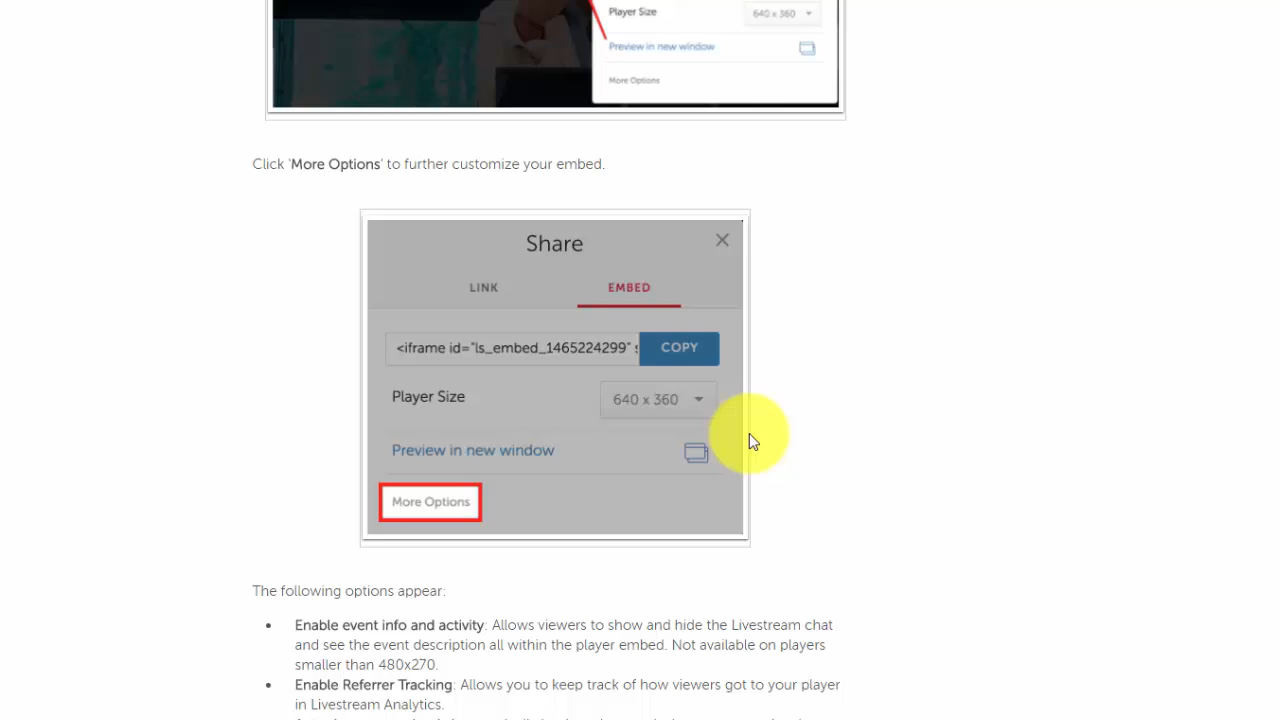 Player Size
640 x 360
Preview in new window
More Options
Click 'More Options' to further customize your embed.
Share
LINK
EMBED
<iframe id="ls_embed_1465224299" s
COPY
Player Size
640 x 360
Preview in new window
More Options
The following options appear:
Enable event info and activity: Allows viewers to show and hide the Livestream chat
and see the event description all within the player embed. Not available on players
smaller than 480x270.
Enable Referrer Tracking: Allows you to keep track of how viewers got to your player
in Livestream Analytics.